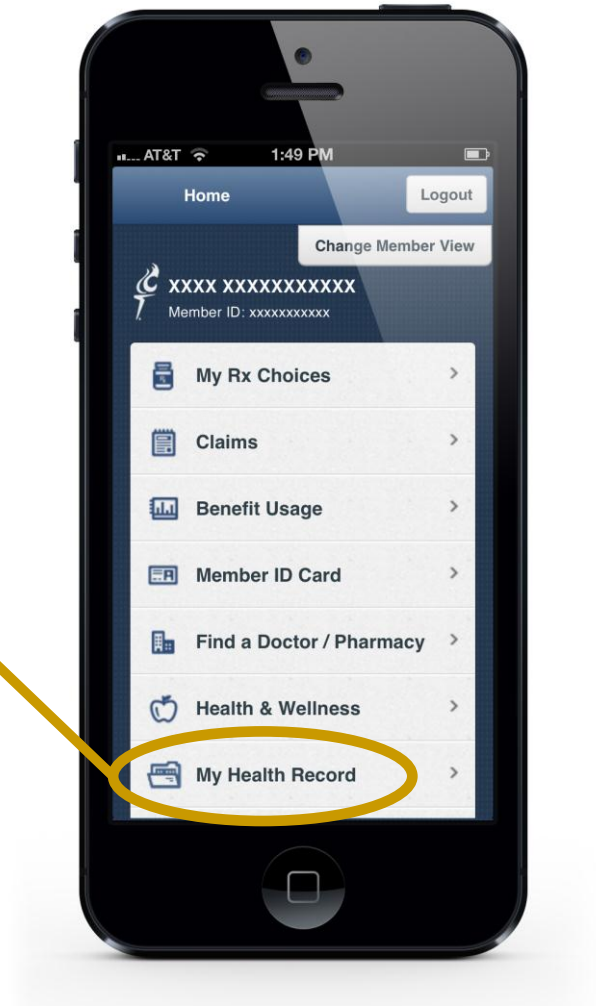 AT&T 1:49 PM
Home Logout
Change Member View
xxxx xxxxxxxxxxx
Member ID: xxxxxxxxxxx
My Rx Choices
Claims
Benefit Usage
Member ID Card
Find a Doctor / Pharmacy
Health & Wellness
My Health Record